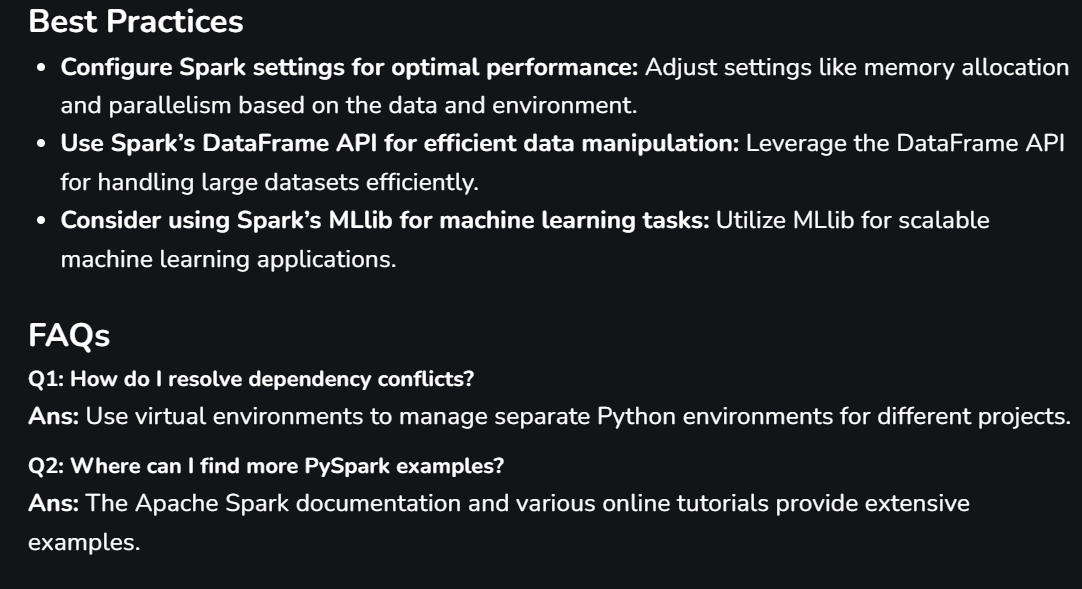 Best Practices
• Configure Spark settings for optimal performance: Adjust settings like memory allocation
and parallelism based on the data and environment.
• Use Spark’s DataFrame API for efficient data manipulation: Leverage the DataFrame API
for handling large datasets efficiently.
• Consider using Spark’s MLlib for machine learning tasks: Utilize MLlib for scalable
machine learning applications.
FAQs
Q1: How do I resolve dependency conflicts?
Ans: Use virtual environments to manage separate Python environments for different projects.
Q2: Where can I find more PySpark examples?
Ans: The Apache Spark documentation and various online tutorials provide extensive
examples.